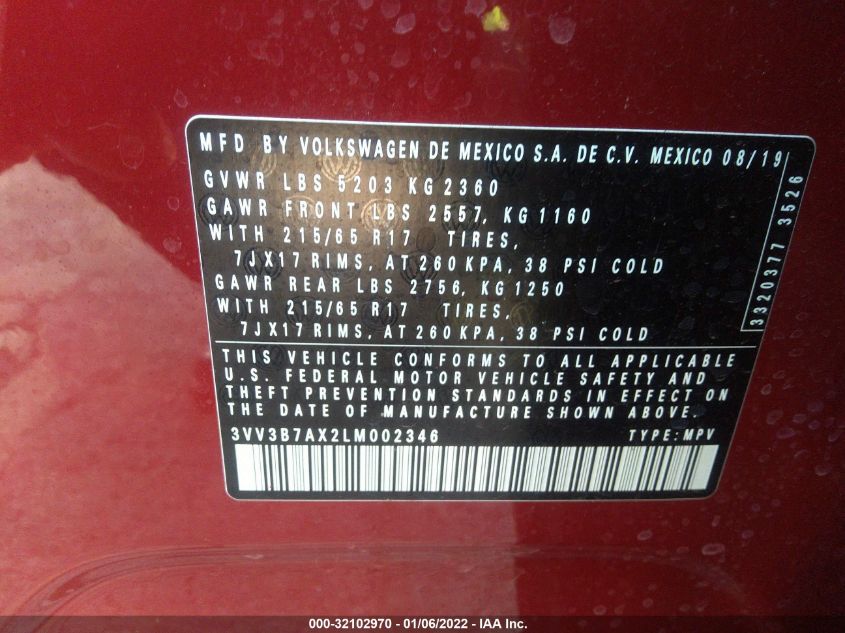 MFD BY VOLKSWAGEN DE MEXICO S.A. DE C.V. MEXICO 08/19
GVWR LBS 5203 KG 2360
GAWR FRONT LBS 2557, KG 1160
WITH 215/65 R17 TIRES,
7JX17 RIMS, AT 260 KPA, 38 PSI COLD
GAWR REAR LBS 2756, KG 1250
WITH 215/65 R17 TIRES,
7JX17 RIMS, AT 260 KPA, 38 PSI COLD
3320377 3526
THIS VEHICLE CONFORMS TO ALL APPLICABLE
U.S. FEDERAL MOTOR VEHICLE SAFETY AND
THEFT PREVENTION STANDARDS IN EFFECT ON
THE DATE OF MANUFACTURE SHOWN ABOVE.
3VV3B7AX2LM002346 TYPE: MPV
000-32102970 - 01/06/2022 - IAA Inc.